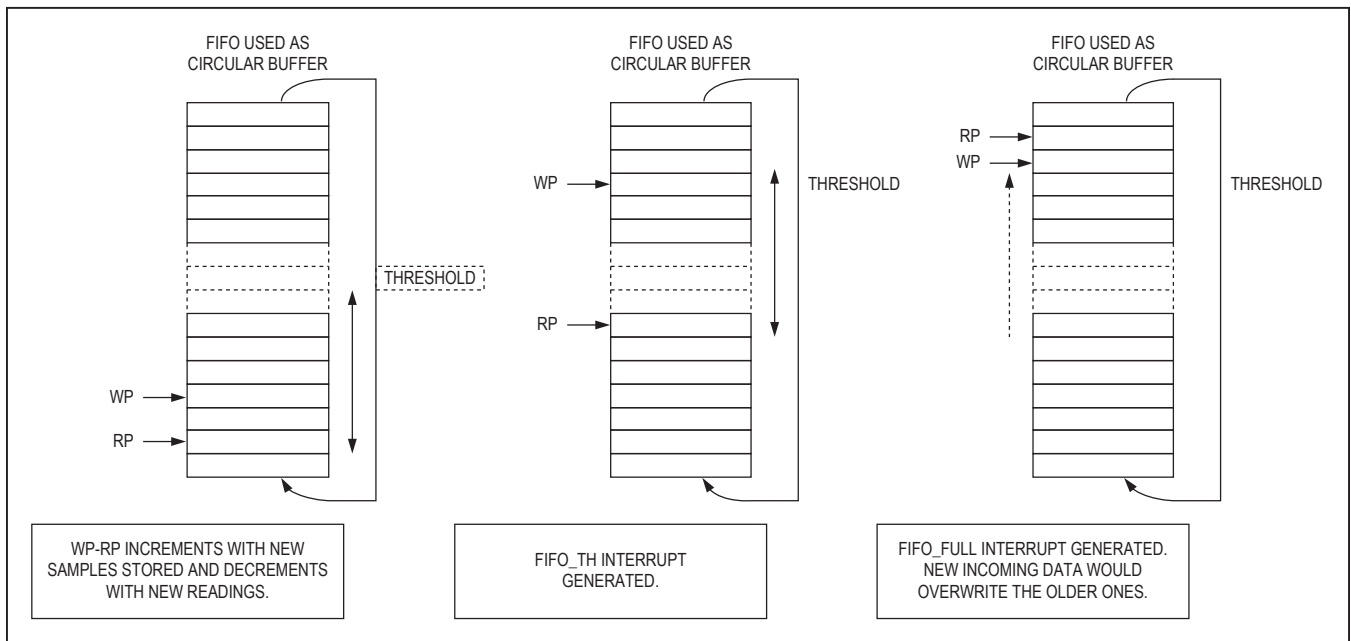 FIFO USED AS
CIRCULAR BUFFER
WP
RP
THRESHOLD
WP-RP INCREMENTS WITH NEW
SAMPLES STORED AND DECREMENTS
WITH NEW READINGS.
FIFO USED AS
CIRCULAR BUFFER
WP
RP
THRESHOLD
FIFO_TH INTERRUPT
GENERATED.
FIFO USED AS
CIRCULAR BUFFER
RP
WP
THRESHOLD
FIFO_FULL INTERRUPT GENERATED.
NEW INCOMING DATA WOULD
OVERWRITE THE OLDER ONES.